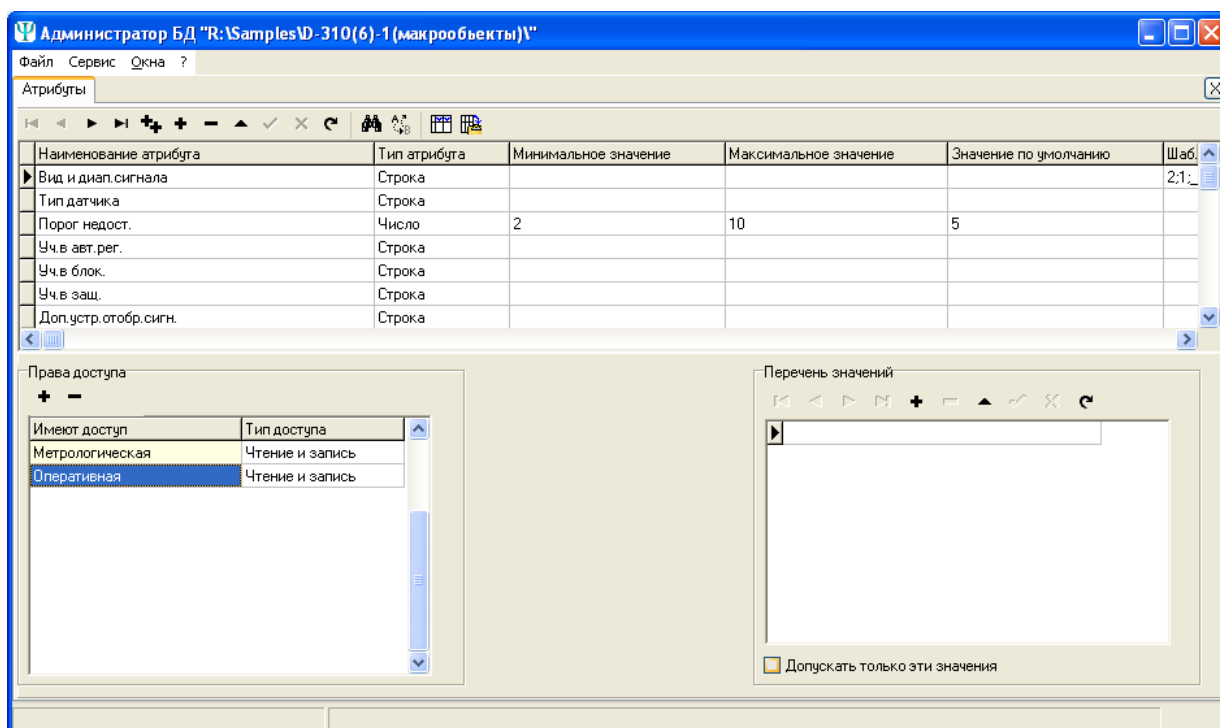 Администратор БД "R:\Samples\D-310(6)-1(макрообъекты)\"
Файл Сервис Окна ?
Атрибуты
Наименование атрибута Тип атрибута Минимальное значение Максимальное значение Значение по умолчанию Шаб.
Вид и диап.сигнала Строка 2;1;_
Тип датчика Строка
Порог недост. Число 2 10 5
Уч.в авт.рег. Строка
Уч.в блок. Строка
Уч.в защ. Строка
Доп.устр.отобр.сигн. Строка
Права доступа
Имеют доступ Тип доступа
Метрологическая Чтение и запись
Оперативная Чтение и запись
Перечень значений
Допускать только эти значения